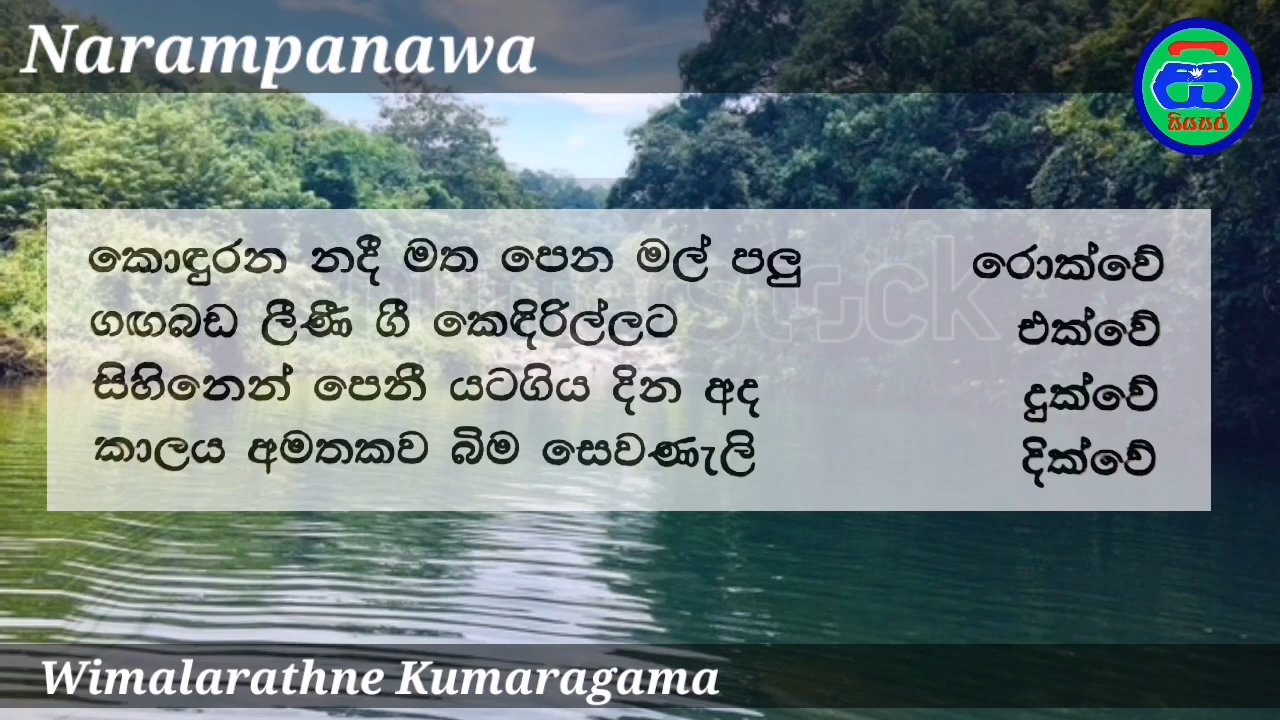 Narampanawa
සියසර
කොඳුරන නදී මත පෙන මල් පලු රොක්වේ
ගඟබඩ ලීණී ගී කෙඳිරිල්ලට එක්වේ
සිහිනෙන් පෙනී යටගිය දින අද දුක්වේ
කාලය අමතකව බිම සෙවණැලි දික්වේ
Wimalarathne Kumaragama